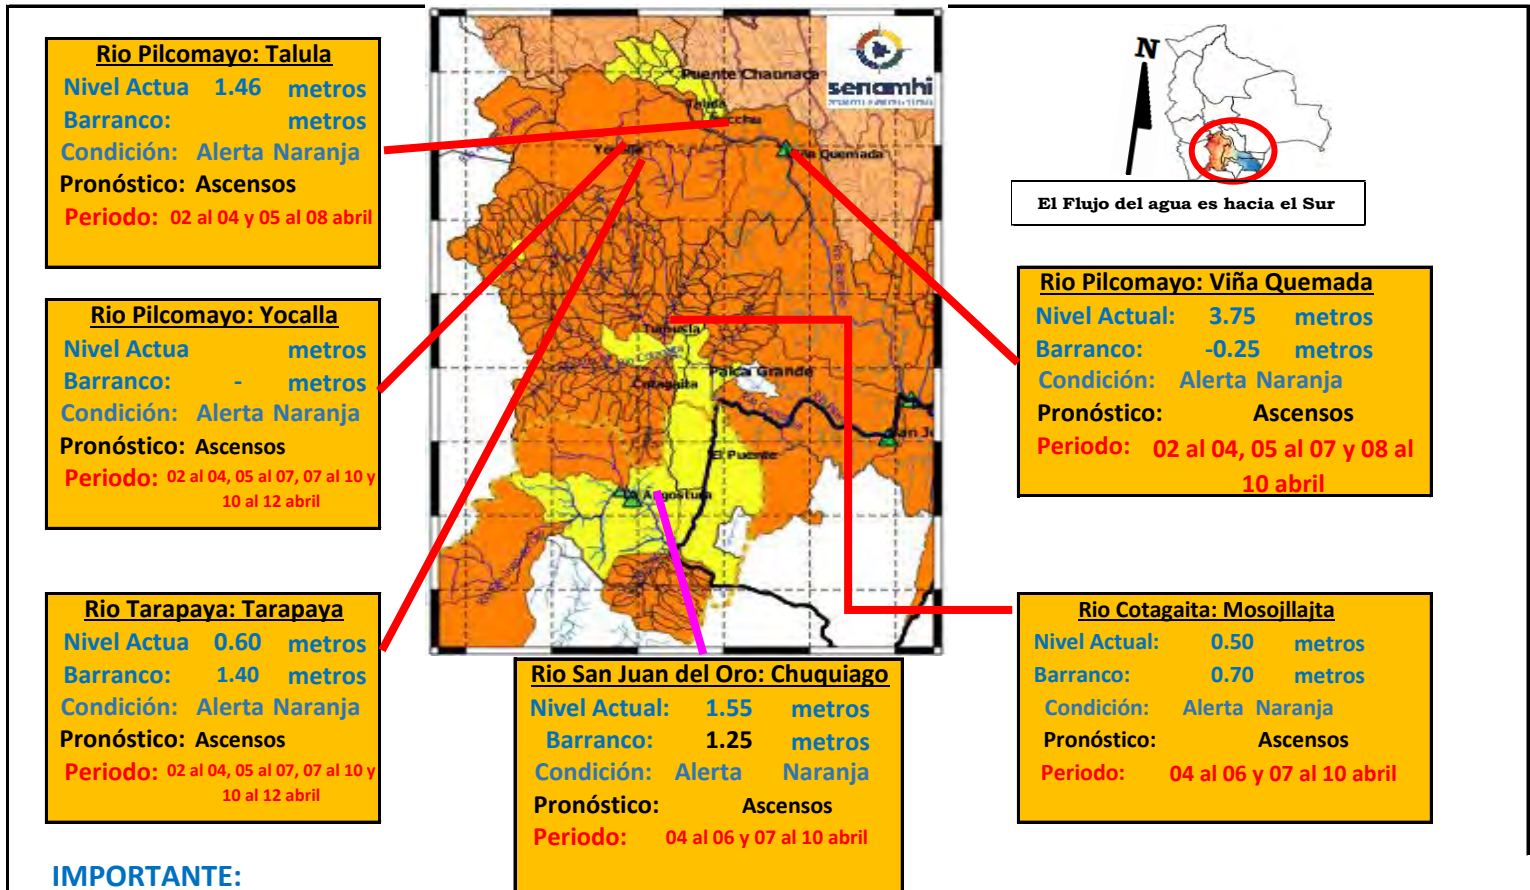 Rio Pilcomayo: Talula
Nivel Actua 1.46 metros
Barranco: metros
Condición: Alerta Naranja
Pronóstico: Ascensos
Periodo: 02 al 04 y 05 al 08 abril
Rio Pilcomayo: Yocalla
Nivel Actua metros
Barranco: - metros
Condición: Alerta Naranja
Pronóstico: Ascensos
Periodo: 02 al 04, 05 al 07, 07 al 10 y
10 al 12 abril
Rio Tarapaya: Tarapaya
Nivel Actua 0.60 metros
Barranco: 1.40 metros
Condición: Alerta Naranja
Pronóstico: Ascensos
Periodo: 02 al 04, 05 al 07, 07 al 10 y
10 al 12 abril
IMPORTANTE:
senamhi
Puente Chaunaca
Talula
Viña Quemada
Tumusla
Cotagaita
Palca Grande
El Puente
La Angostura
Rio San Juan del Oro: Chuquiago
Nivel Actual: 1.55 metros
Barranco: 1.25 metros
Condición: Alerta Naranja
Pronóstico: Ascensos
Periodo: 04 al 06 y 07 al 10 abril
N
El Flujo del agua es hacia el Sur
Rio Pilcomayo: Viña Quemada
Nivel Actual: 3.75 metros
Barranco: -0.25 metros
Condición: Alerta Naranja
Pronóstico: Ascensos
Periodo: 02 al 04, 05 al 07 y 08 al
10 abril
Rio Cotagaita: Mosojllajta
Nivel Actual: 0.50 metros
Barranco: 0.70 metros
Condición: Alerta Naranja
Pronóstico: Ascensos
Periodo: 04 al 06 y 07 al 10 abril